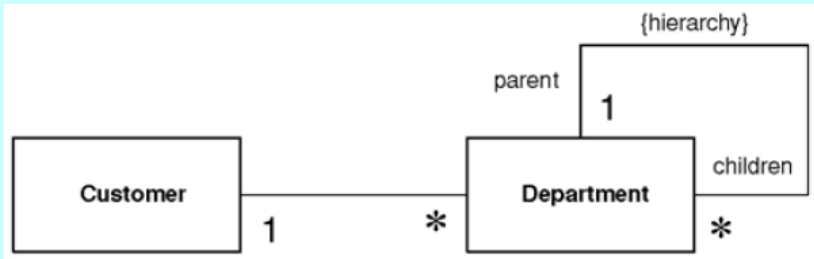 {hierarchy}
parent
1
Customer
Department
children
1
*
*